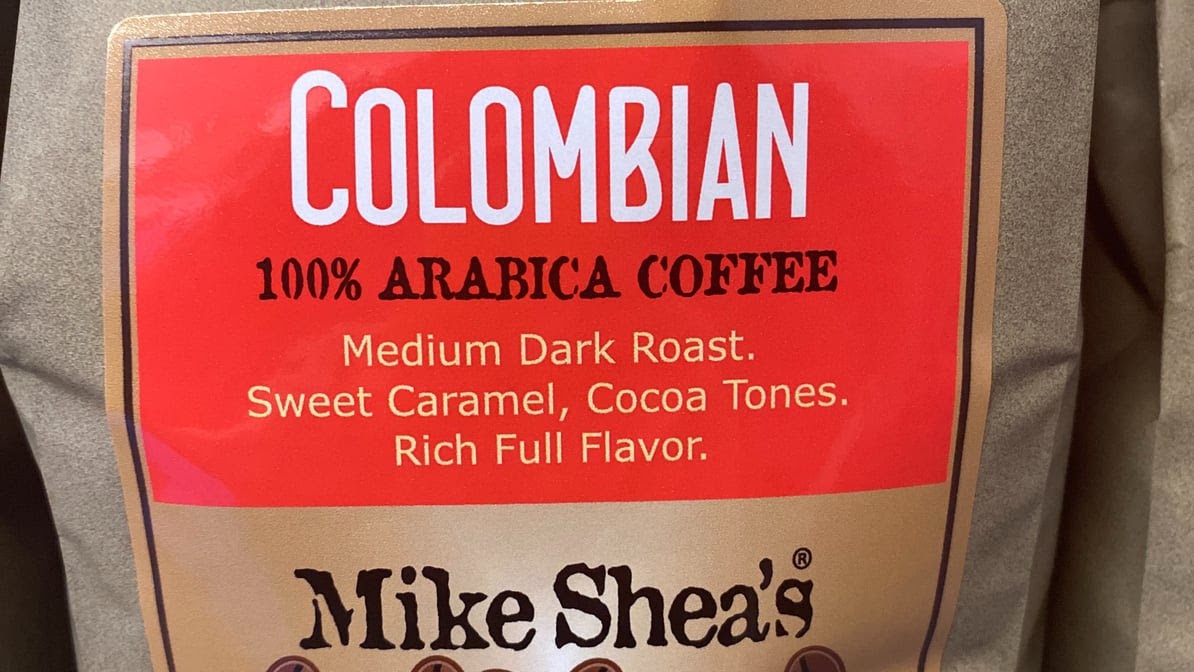 COLOMBIAN
100% ARABICA COFFEE
Medium Dark Roast.
Sweet Caramel, Cocoa Tones.
Rich Full Flavor.
Mike Shea's®